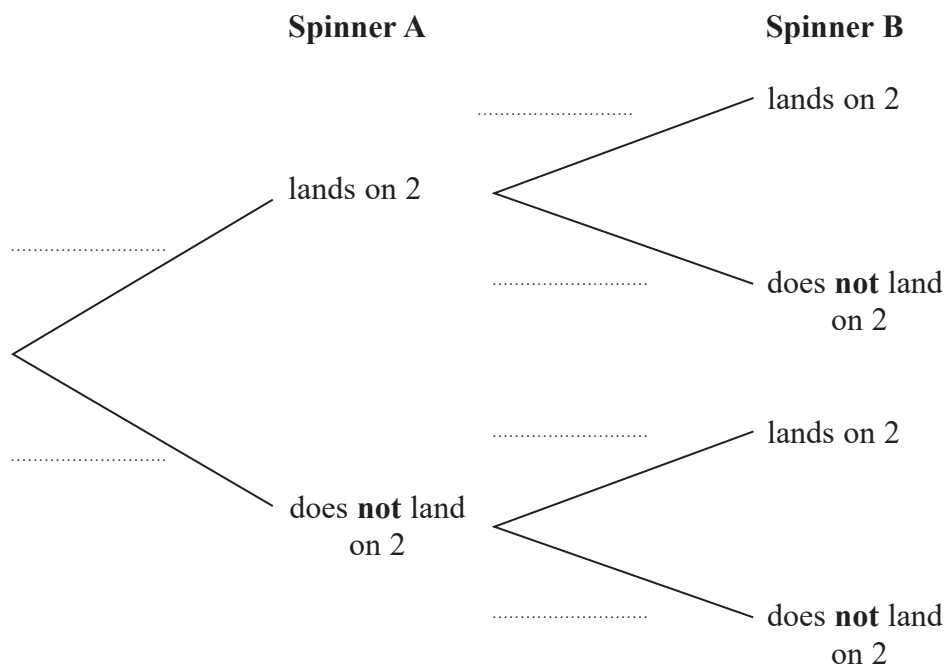 Spinner A
Spinner B
lands on 2
lands on 2
does not land
on 2
lands on 2
does not land
on 2
does not land
on 2